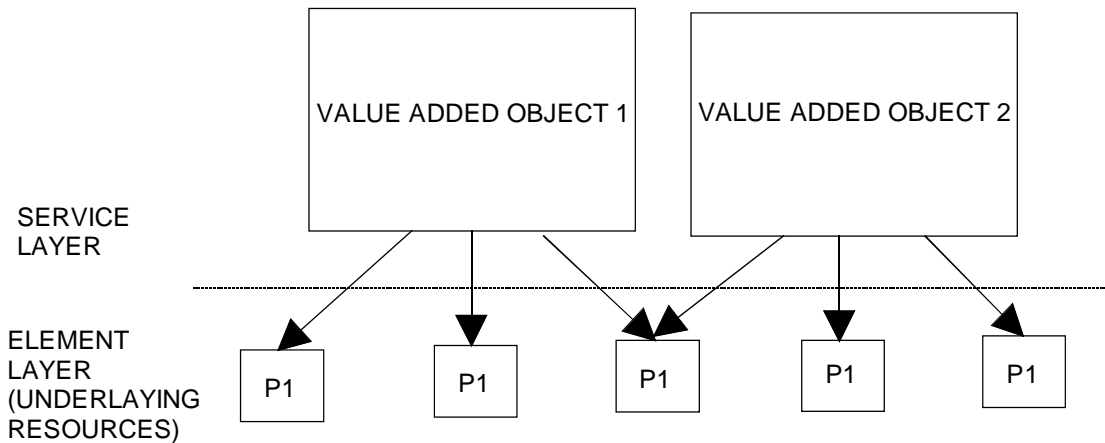 VALUE ADDED OBJECT 1
VALUE ADDED OBJECT 2
SERVICE
LAYER
ELEMENT
LAYER
(UNDERLAYING
RESOURCES)
P1
P1
P1
P1
P1